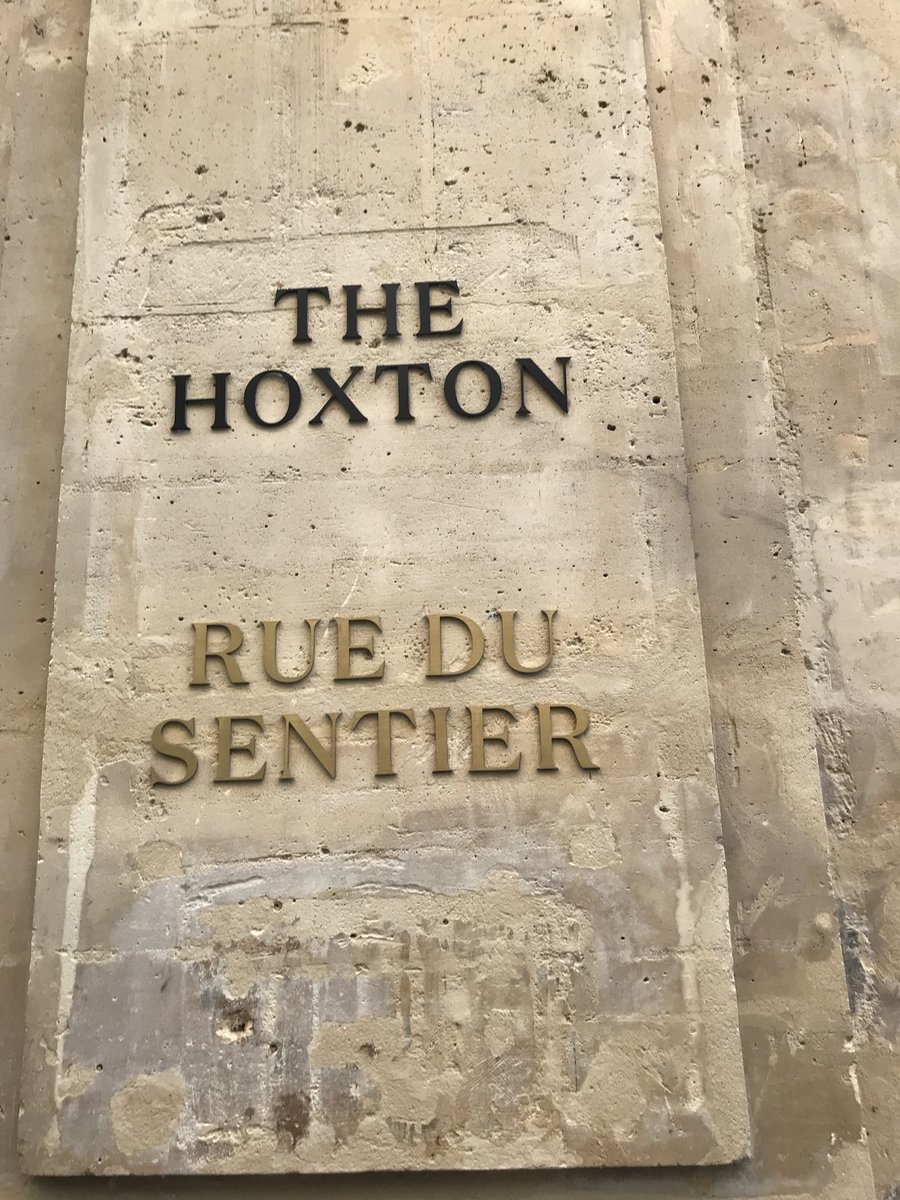 THE
HOXTON
RUE DU
SENTIER